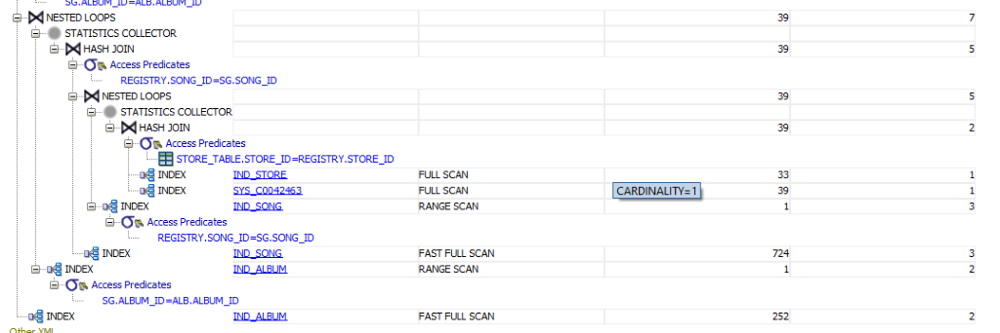 SG.ALBUM_ID=ALB.ALBUM_ID
NESTED LOOPS 39 7
STATISTICS COLLECTOR
HASH JOIN 39 5
Access Predicates
REGISTRY.SONG_ID=SG.SONG_ID
NESTED LOOPS 39 5
STATISTICS COLLECTOR
HASH JOIN 39 2
Access Predicates
STORE_TABLE.STORE_ID=REGISTRY.STORE_ID
INDEX IND_STORE FULL SCAN 33 1
INDEX SYS_C0042463 FULL SCAN CARDINALITY=1 39 1
INDEX IND_SONG RANGE SCAN 1 3
Access Predicates
REGISTRY.SONG_ID=SG.SONG_ID
INDEX IND_SONG FAST FULL SCAN 724 3
INDEX IND_ALBUM RANGE SCAN 1 2
Access Predicates
SG.ALBUM_ID=ALB.ALBUM_ID
INDEX IND_ALBUM FAST FULL SCAN 252 2
Other XML